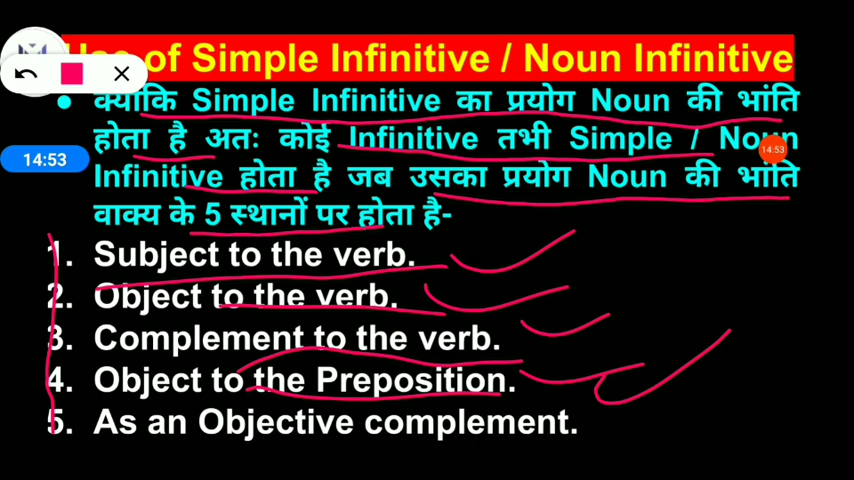 of Simple Infinitive / Noun Infinitive
• क्योंकि Simple Infinitive का प्रयोग Noun की भांति
होता है अतः कोई Infinitive तभी Simple / Noun
14:53
14:53
Infinitive होता है जब उसका प्रयोग Noun की भांति
वाक्य के 5 स्थानों पर होता है-
1. Subject to the verb.
2. Object to the verb.
3. Complement to the verb.
4. Object to the Preposition.
5. As an Objective complement.